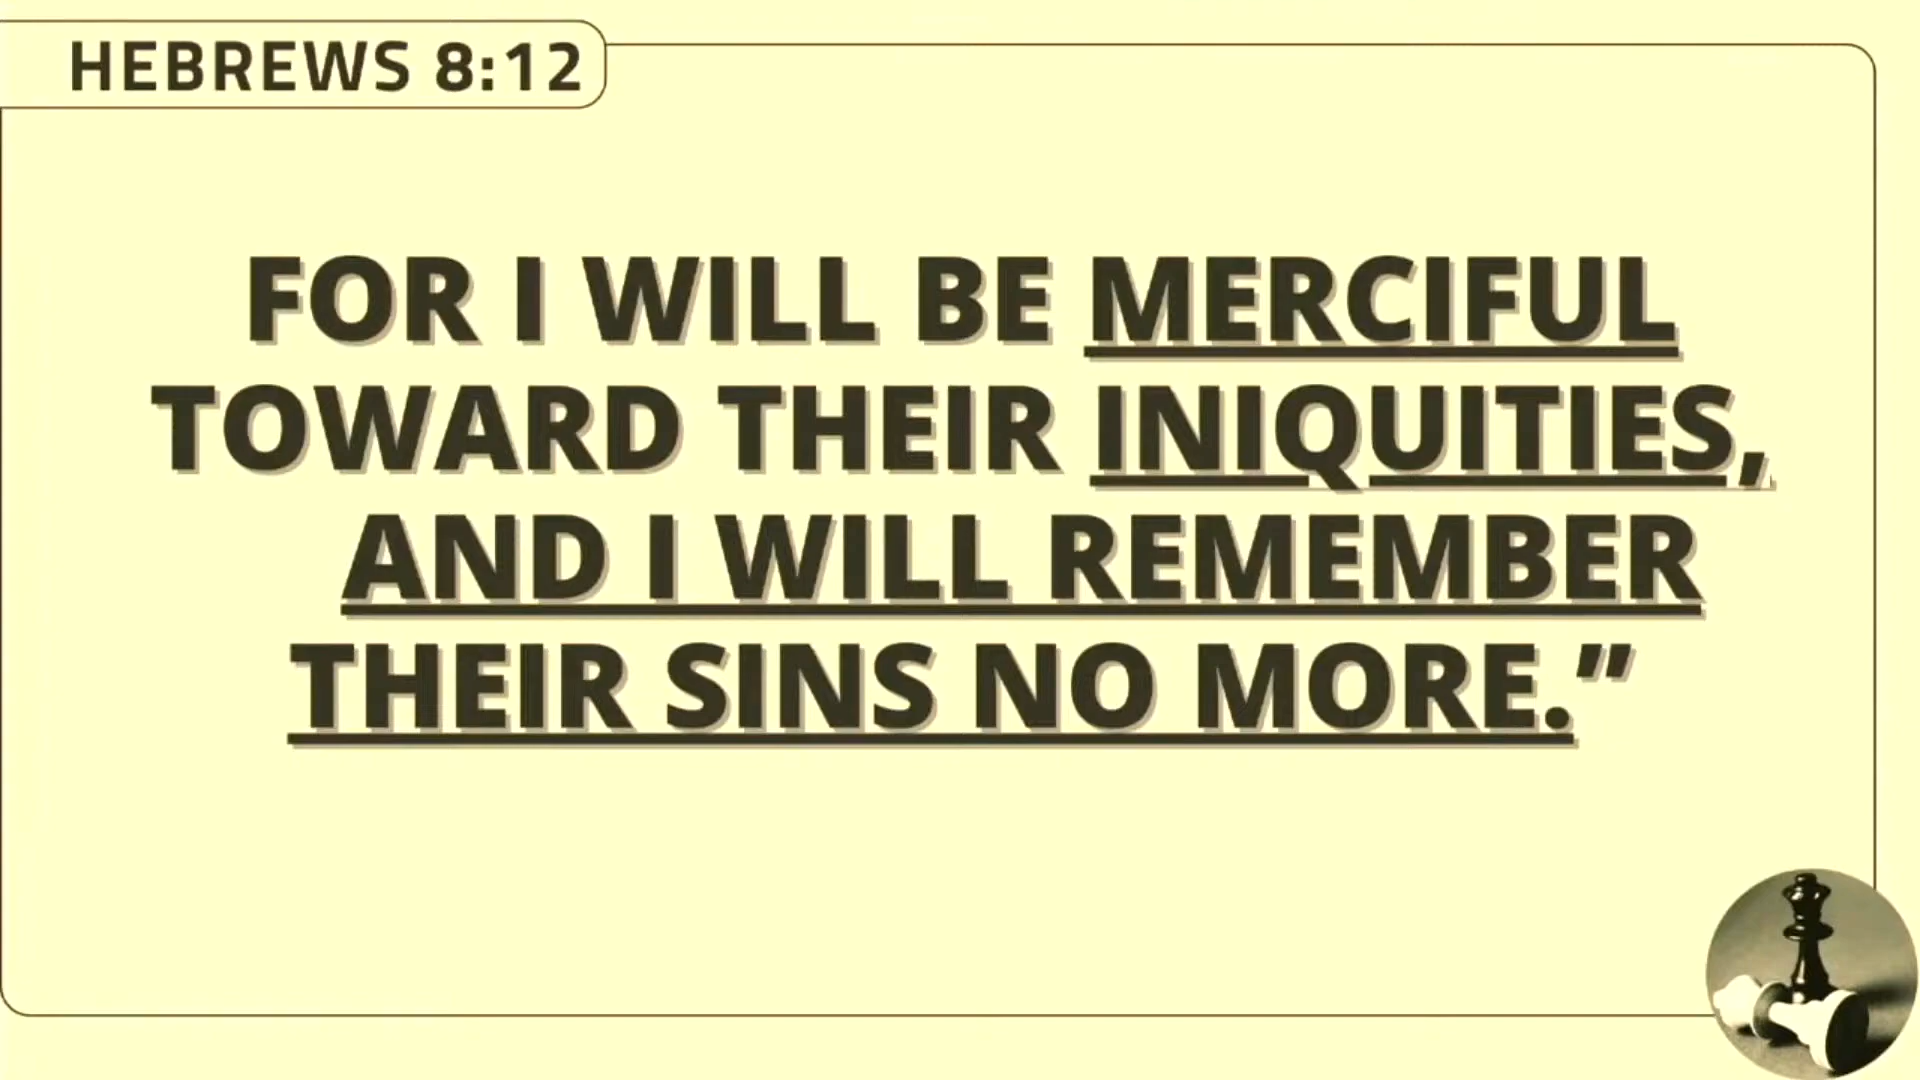 HEBREWS 8:12
FOR I WILL BE MERCIFUL
TOWARD THEIR INIQUITIES,
AND I WILL REMEMBER
THEIR SINS NO MORE.”